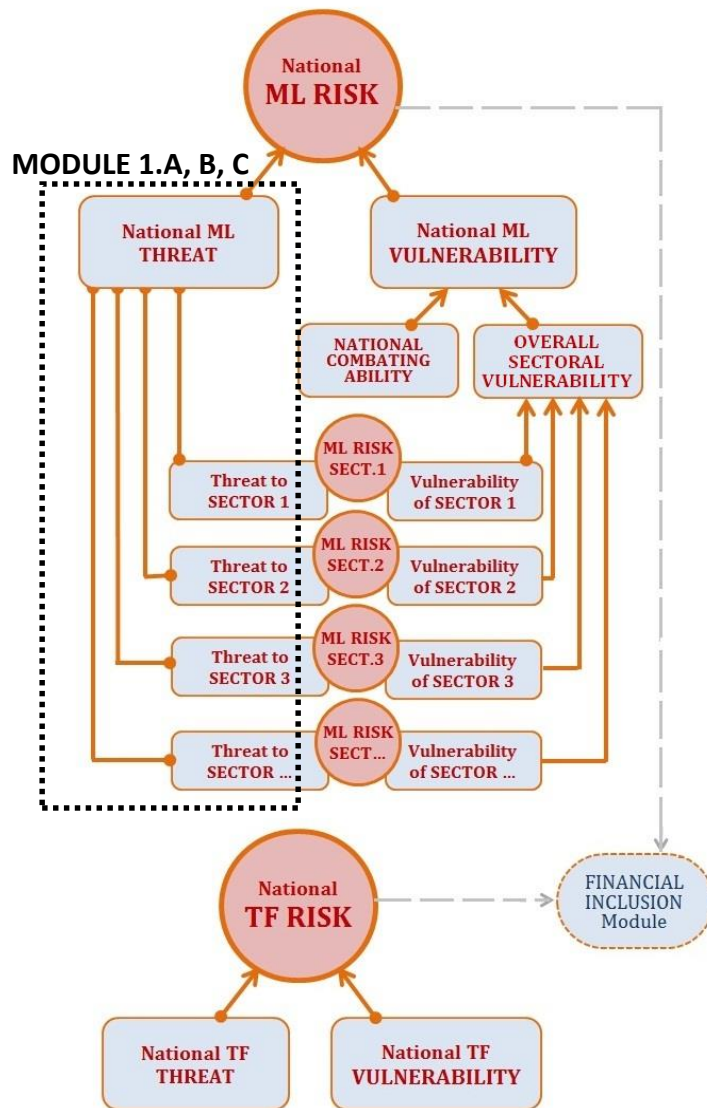 National
ML RISK
MODULE 1.A, B, C
National ML
THREAT
National ML
VULNERABILITY
NATIONAL
COMBATING
ABILITY
OVERALL
SECTORAL
VULNERABILITY
Threat to
SECTOR 1
ML RISK
SECT.1
Vulnerability
of SECTOR 1
Threat to
SECTOR 2
ML RISK
SECT.2
Vulnerability
of SECTOR 2
Threat to
SECTOR 3
ML RISK
SECT.3
Vulnerability
of SECTOR 3
Threat to
SECTOR ...
ML RISK
SECT...
Vulnerability
of SECTOR ...
National
TF RISK
FINANCIAL
INCLUSION
Module
National TF
THREAT
National TF
VULNERABILITY